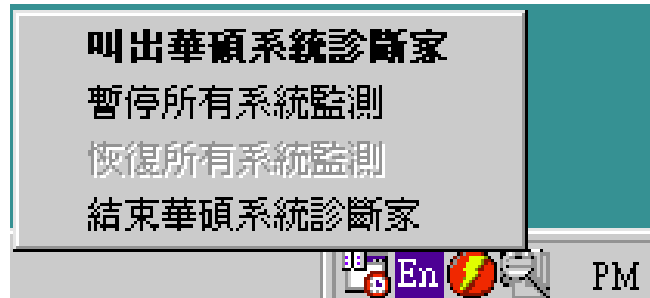 叫出華碩系統診斷家
暫停所有系統監測
恢復所有系統監測
結束華碩系統診斷家
En PM